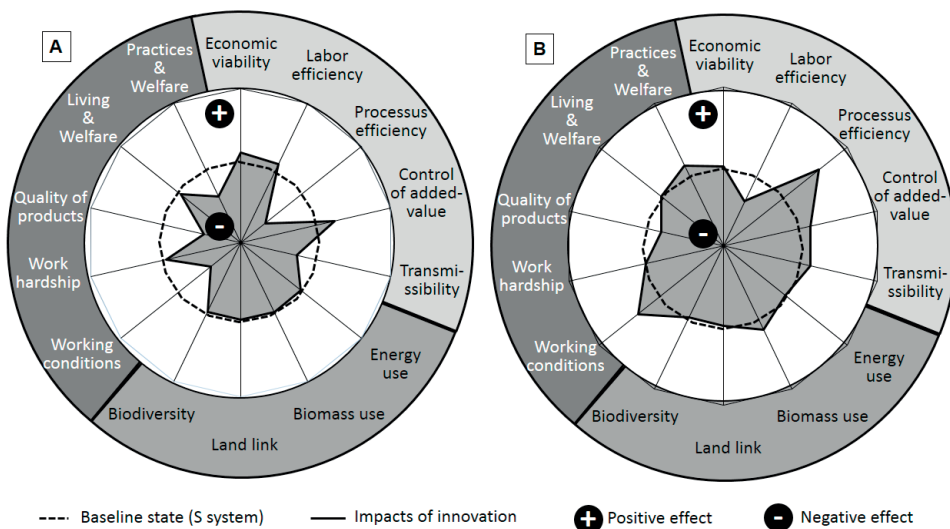 A
Practices
&
Welfare
Economic
viability
Labor
efficiency
Processus
efficiency
Control
of added-
value
Transmi-
ssibility
Energy
use
Biomass use
Land link
Biodiversity
Working
conditions
Work
hardship
Quality of
products
Living
&
Welfare
+
-
B
Practices
&
Welfare
Economic
viability
Labor
efficiency
Processus
efficiency
Control
of added-
value
Transmi-
ssibility
Energy
use
Biomass use
Land link
Biodiversity
Working
conditions
Work
hardship
Quality of
products
Living
&
Welfare
+
-
Baseline state (S system)
Impacts of innovation
+ Positive effect
- Negative effect